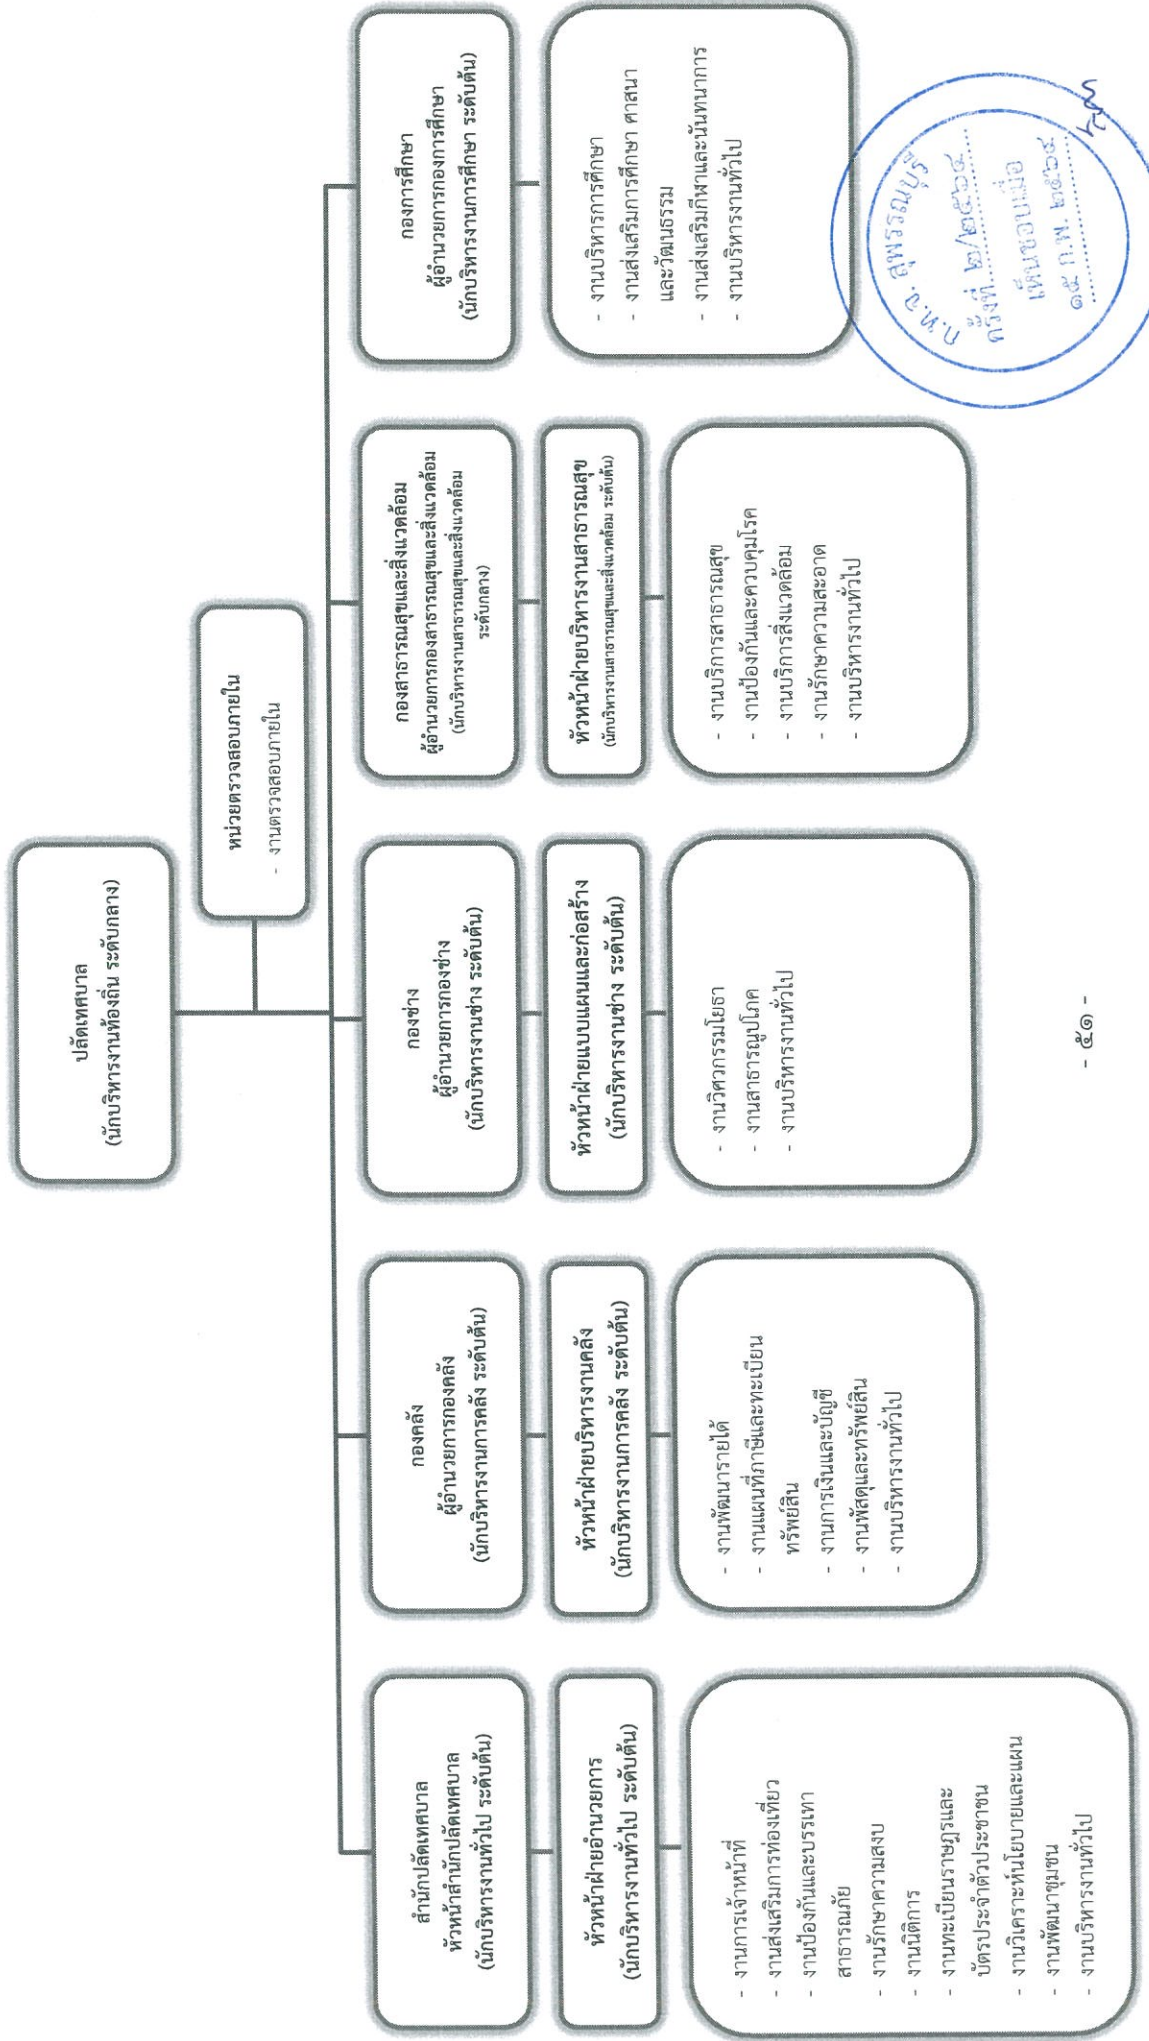 ปลัดเทศบาล
(นักบริหารงานท้องถิ่น ระดับกลาง)
หน่วยตรวจสอบภายใน
- งานตรวจสอบภายใน
สำนักปลัดเทศบาล
หัวหน้าสำนักปลัดเทศบาล
(นักบริหารงานทั่วไป ระดับต้น)
หัวหน้าฝ่ายอำนวยการ
(นักบริหารงานทั่วไป ระดับต้น)
- งานการเจ้าหน้าที่
- งานส่งเสริมการท่องเที่ยว
- งานป้องกันและบรรเทา
สาธารณภัย
- งานรักษาความสงบ
- งานนิติการ
- งานทะเบียนราษฎรและ
บัตรประจำตัวประชาชน
- งานวิเคราะห์นโยบายและแผน
- งานพัฒนาชุมชน
- งานบริหารงานทั่วไป
กองคลัง
ผู้อำนวยการกองคลัง
(นักบริหารงานการคลัง ระดับต้น)
หัวหน้าฝ่ายบริหารงานคลัง
(นักบริหารงานการคลัง ระดับต้น)
- งานพัฒนารายได้
- งานแผนที่ภาษีและทะเบียน
ทรัพย์สิน
- งานการเงินและบัญชี
- งานพัสดุและทรัพย์สิน
- งานบริหารงานทั่วไป
กองช่าง
ผู้อำนวยการกองช่าง
(นักบริหารงานช่าง ระดับต้น)
หัวหน้าฝ่ายแบบแผนและก่อสร้าง
(นักบริหารงานช่าง ระดับต้น)
- งานวิศวกรรมโยธา
- งานสาธารณูปโภค
- งานบริหารงานทั่วไป
กองสาธารณสุขและสิ่งแวดล้อม
ผู้อำนวยการกองสาธารณสุขและสิ่งแวดล้อม
(นักบริหารงานสาธารณสุขและสิ่งแวดล้อม
ระดับกลาง)
หัวหน้าฝ่ายบริหารงานสาธารณสุข
(นักบริหารงานสาธารณสุขและสิ่งแวดล้อม ระดับต้น)
- งานบริการสาธารณสุข
- งานป้องกันและควบคุมโรค
- งานบริการสิ่งแวดล้อม
- งานรักษาความสะอาด
- งานบริหารงานทั่วไป
กองการศึกษา
ผู้อำนวยการกองการศึกษา
(นักบริหารงานการศึกษา ระดับต้น)
- งานบริหารการศึกษา
- งานส่งเสริมการศึกษา ศาสนา
และวัฒนธรรม
- งานส่งเสริมกีฬาและนันทนาการ
- งานบริหารงานทั่วไป
ก.ท.จ. สุพรรณบุรี
ครั้งที่ ๒/๒๕๖๔
เห็นชอบเมื่อ
๑๕ ก.พ. ๒๕๖๔
- ๕๑ -